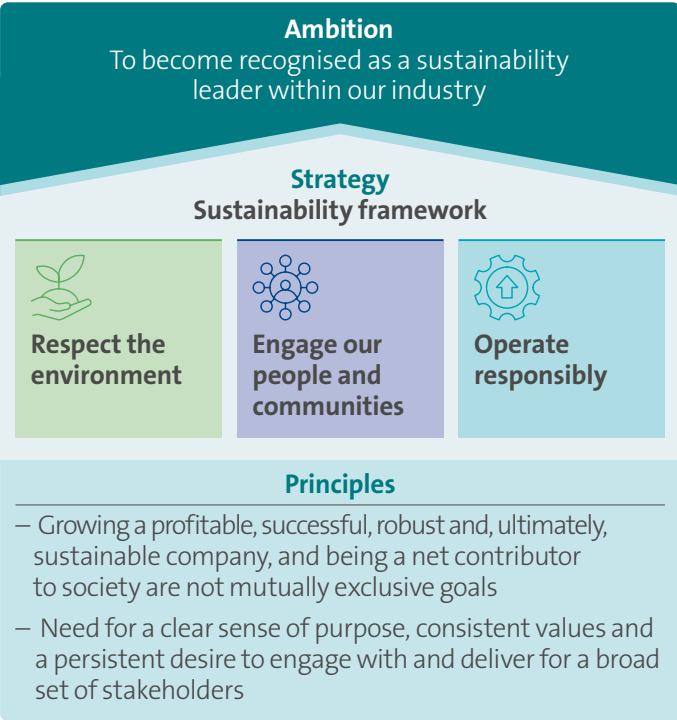 Ambition
To become recognised as a sustainability
leader within our industry
Strategy
Sustainability framework
Respect the
environment
Engage our
people and
communities
Operate
responsibly
Principles
– Growing a profitable, successful, robust and, ultimately,
sustainable company, and being a net contributor
to society are not mutually exclusive goals
– Need for a clear sense of purpose, consistent values and
a persistent desire to engage with and deliver for a broad
set of stakeholders